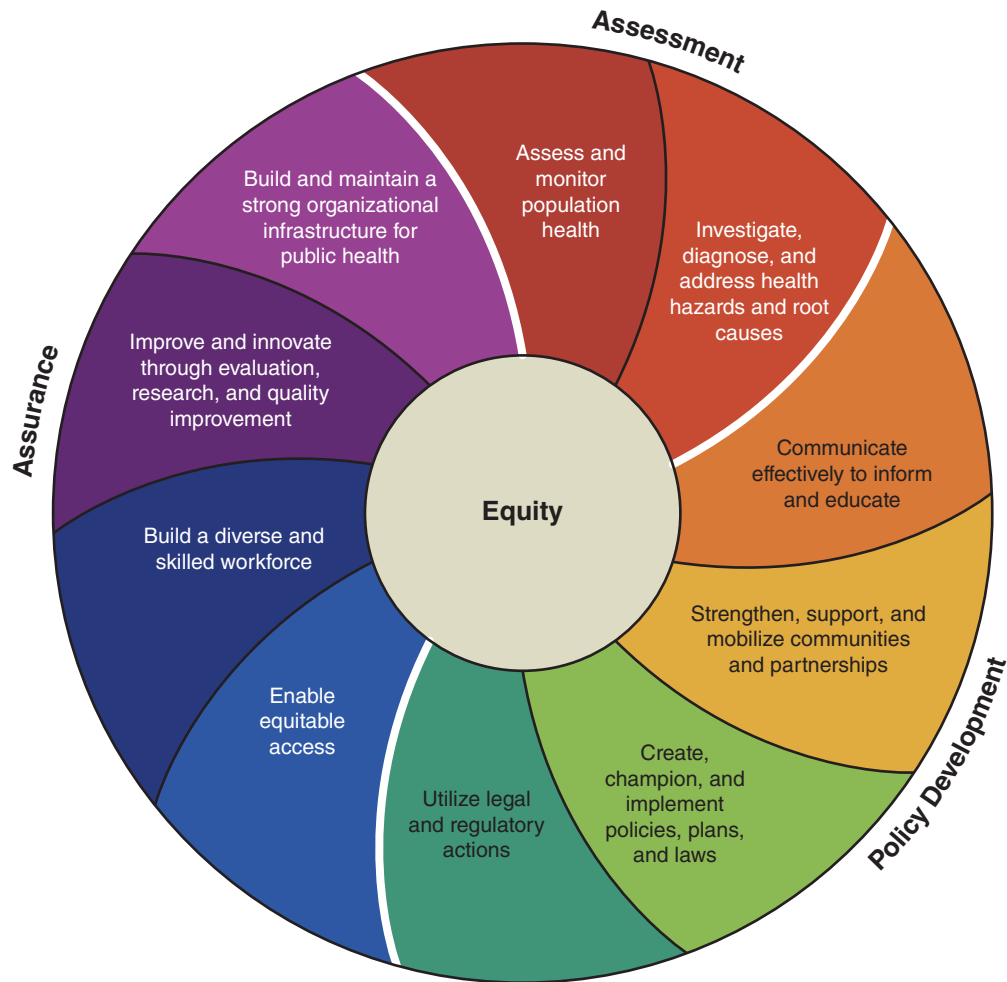 Assessment
Assess and
monitor
population
health
Investigate,
diagnose, and
address health
hazards and root
causes
Communicate
effectively to inform
and educate
Strengthen, support, and
mobilize communities
and partnerships
Policy Development
Create,
champion, and
implement
policies, plans,
and laws
Utilize legal
and regulatory
actions
Enable
equitable
access
Build a diverse and
skilled workforce
Assurance
Improve and innovate
through evaluation,
research, and quality
improvement
Build and maintain a
strong organizational
infrastructure for
public health
Equity